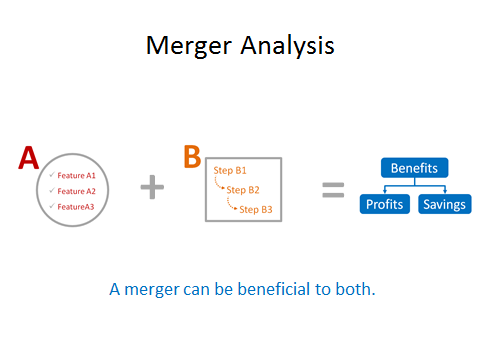 Merger Analysis
A
✓ Feature A1
✓ Feature A2
✓ FeatureA3
+
B
Step B1
Step B2
Step B3
=
Benefits
Profits
Savings
A merger can be beneficial to both.